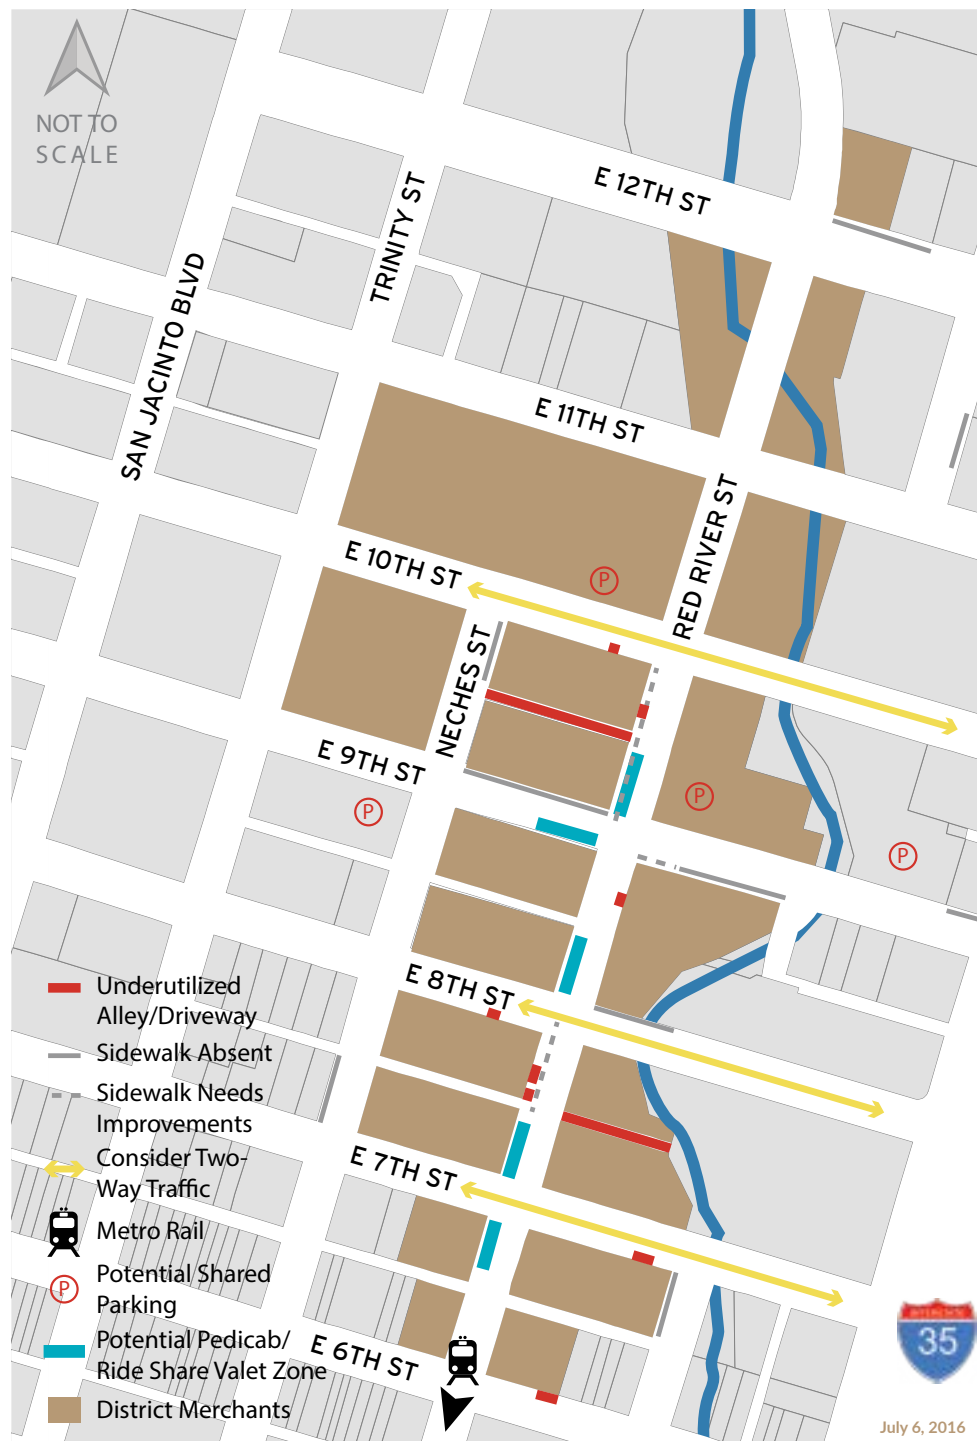 NOT TO
SCALE
E 12TH ST
TRINITY ST
SAN JACINTO BLVD
E 11TH ST
RED RIVER ST
E 10TH ST
P
NECHES ST
E 9TH ST
P
P
P
E 8TH ST
E 7TH ST
E 6TH ST
Underutilized
Alley/Driveway
Sidewalk Absent
Sidewalk Needs
Improvements
Consider Two-
Way Traffic
Metro Rail
P
Potential Shared
Parking
Potential Pedicab/
Ride Share Valet Zone
District Merchants
INTERSTATE
35
July 6, 2016